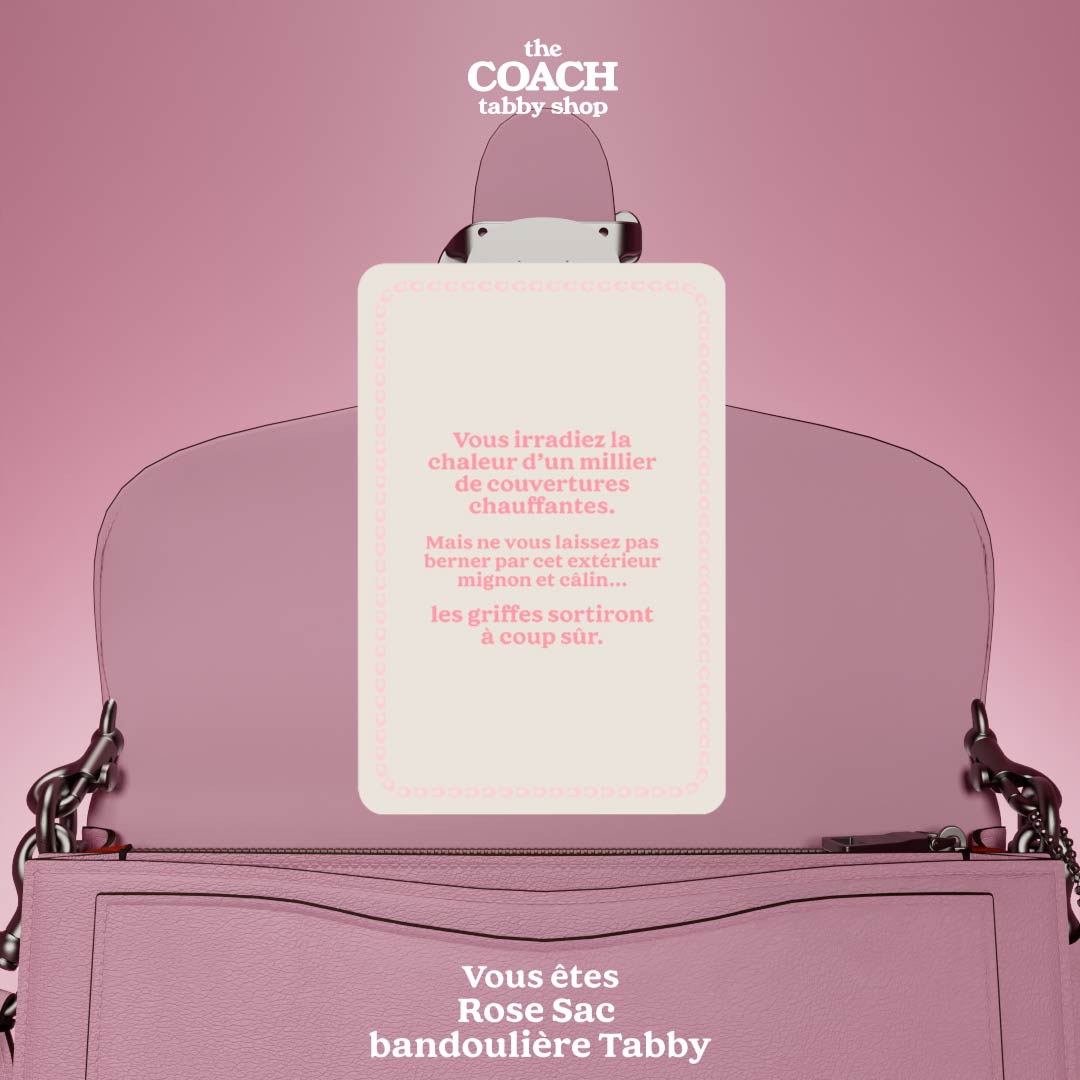 the
COACH
tabby shop
Vous irradiez la
chaleur d’un millier
de couvertures
chauffantes.
Mais ne vous laissez pas
berner par cet extérieur
mignon et câlin...
les griffes sortiront
à coup sûr.
Vous êtes
Rose Sac
bandoulière Tabby